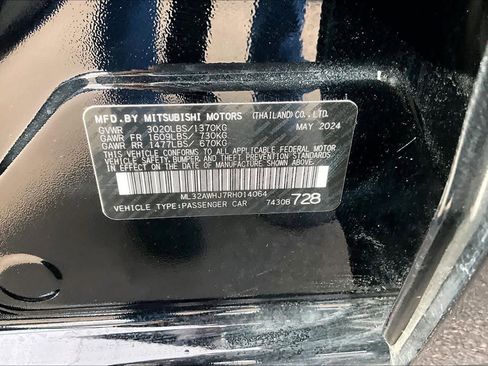 MFD.BY MITSUBISHI MOTORS (THAILAND) CO., LTD.
GVWR 3020LBS/1370KG MAY 2024
GAWR FR 1609LBS/ 730KG
GAWR RR 1477LBS/ 670KG
THIS VEHICLE CONFORMS TO ALL APPLICABLE FEDERAL MOTOR
VEHICLE SAFETY, BUMPER, AND THEFT PREVENTION STANDARDS
IN EFFECT ON THE DATE OF MANUFACTURE SHOWN ABOVE.
ML32AWHJ7RH014064
VEHICLE TYPE:PASSENGER CAR 74306 728